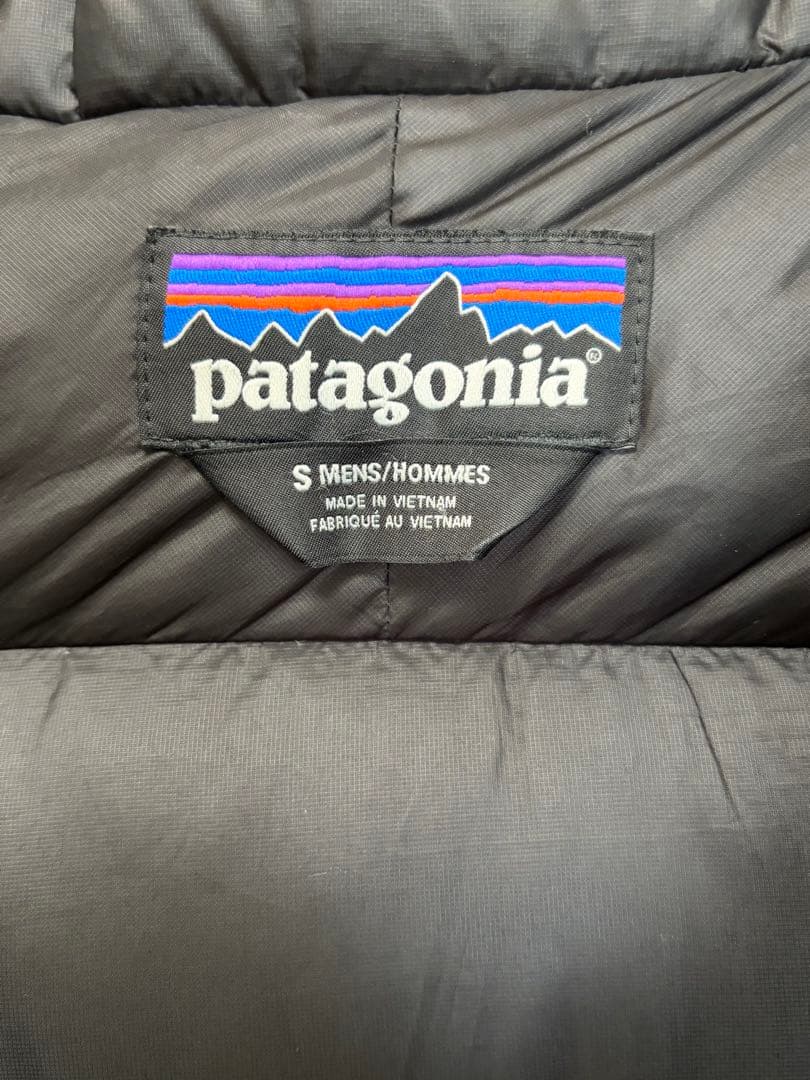 patagonia®
S MENS/HOMMES
MADE IN VIETNAM
FABRIQUÉ AU VIETNAM